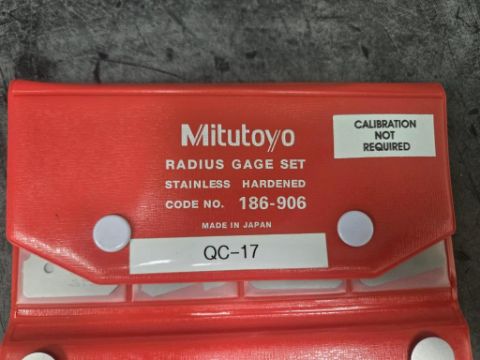 Mitutoyo
RADIUS GAGE SET
STAINLESS HARDENED
CODE NO. 186-906
MADE IN JAPAN
CALIBRATION
NOT
REQUIRED
QC-17